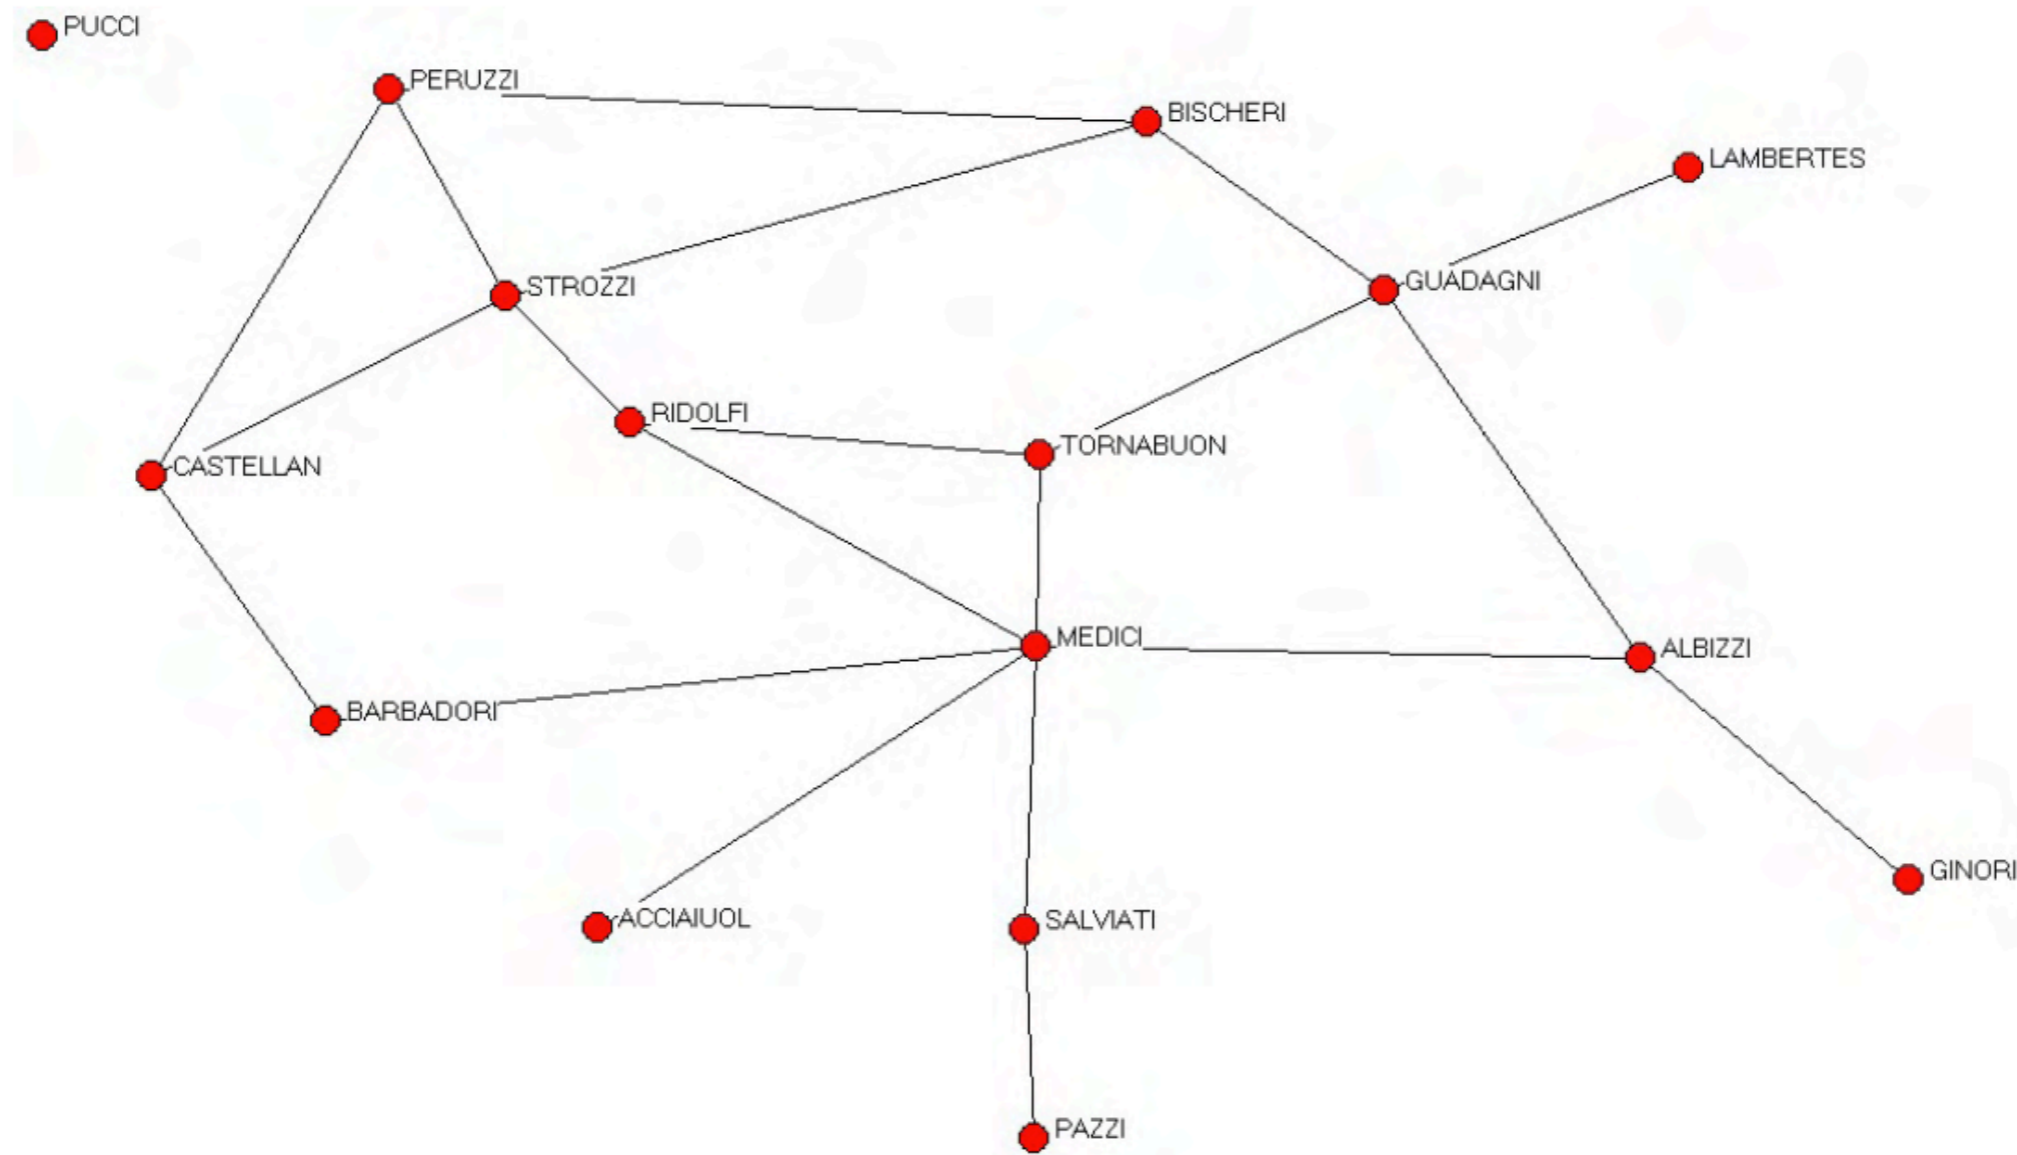 PUCCI
PERUZZI
BISCHERI
LAMBERTES
STROZZI
GUADAGNI
RIDOLFI
TORNABUON
CASTELLAN
MEDICI
ALBIZZI
BARBADORI
GINORI
ACCIAIUOL
SALVIATI
PAZZI